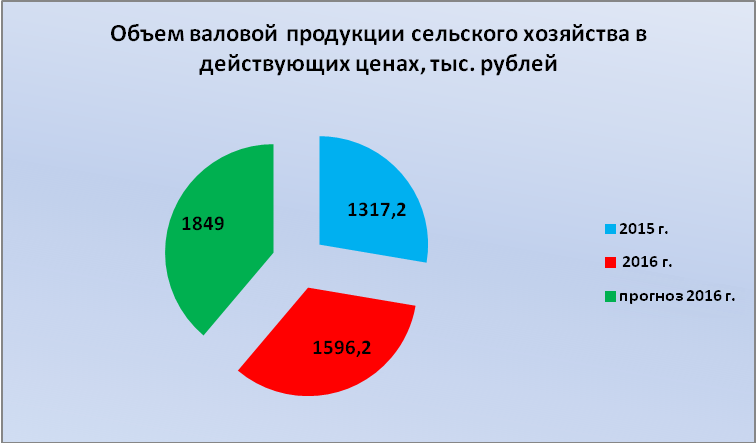 Объем валовой продукции сельского хозяйства в
действующих ценах, тыс. рублей
1317,2
1849
1596,2
2015 г.
2016 г.
прогноз 2016 г.